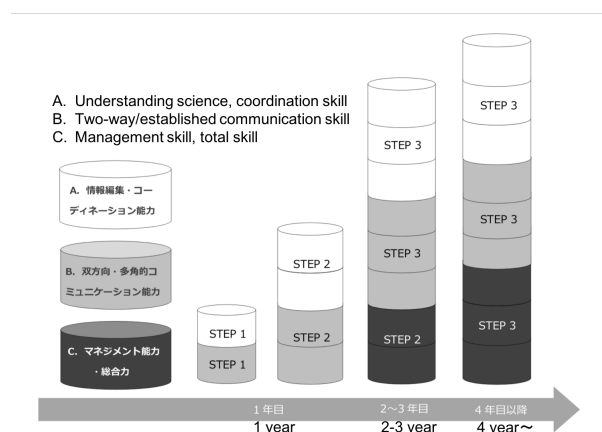 A. Understanding science, coordination skill
B. Two-way/established communication skill
C. Management skill, total skill
A. 情報編集・コー
ディネーション能力
B. 双方向・多角的コ
ミュニケーション能力
C. マネジメント能力
・総合力
STEP 1
STEP 1
STEP 2
STEP 2
STEP 3
STEP 3
STEP 2
STEP 3
STEP 3
STEP 3
1年目
2～3年目
4年目以降
1 year
2-3 year
4 year～